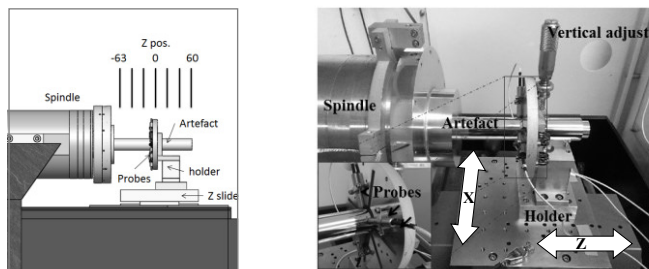 Z pos.
-63 0 60
Spindle
Artefact
Probes
holder
Z slide
Vertical adjust
Spindle
Artefact
Probes
X
Holder
Z